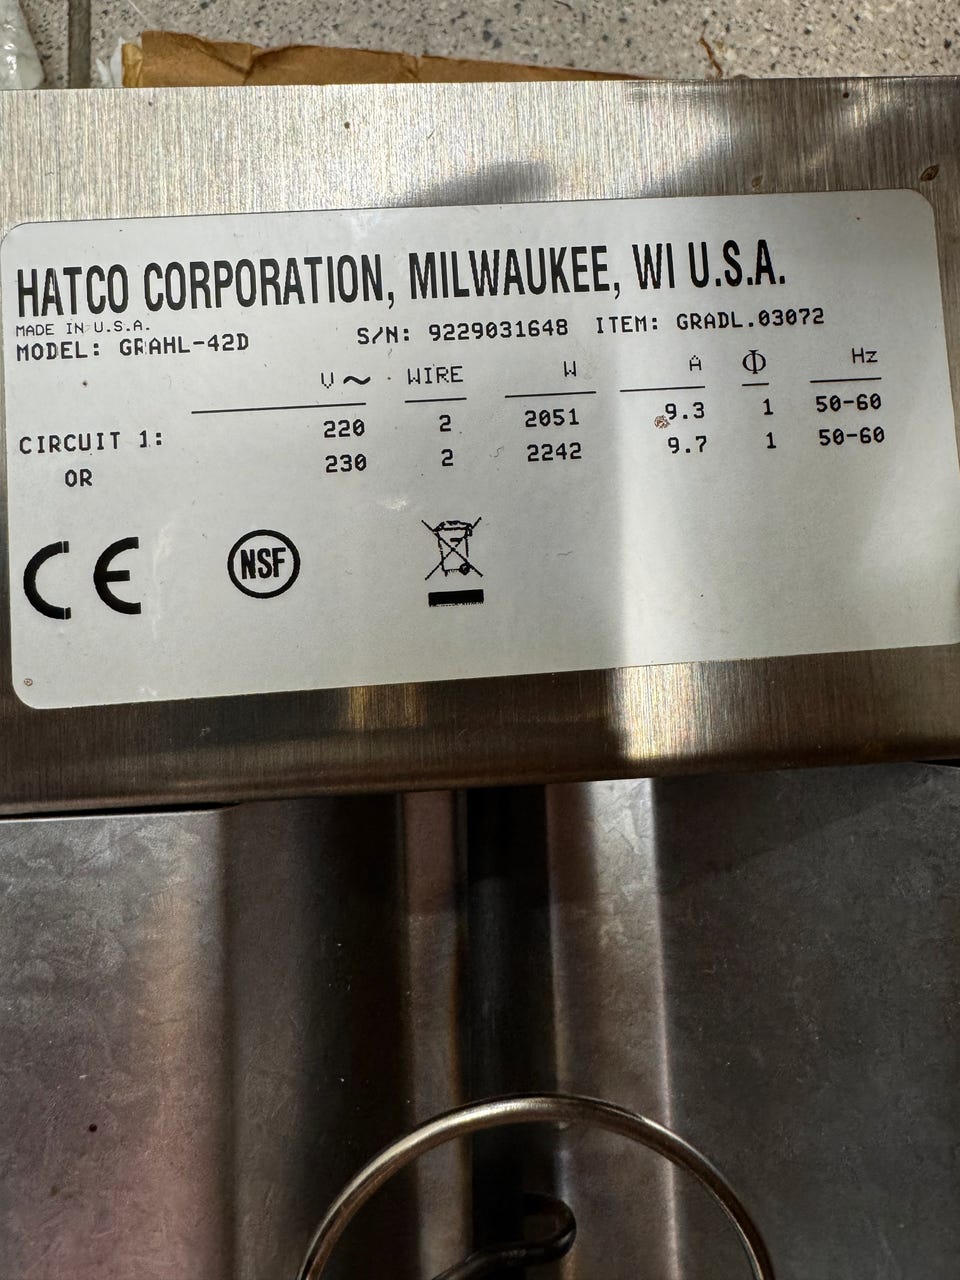 HATCO CORPORATION, MILWAUKEE, WI U.S.A.
MADE IN U.S.A.
MODEL: GRAHL-42D S/N: 9229031648 ITEM: GRADL.03072
V~ WIRE W A Φ Hz
CIRCUIT 1: 220 2 2051 9.3 1 50-60
OR 230 2 2242 9.7 1 50-60
CE NSF